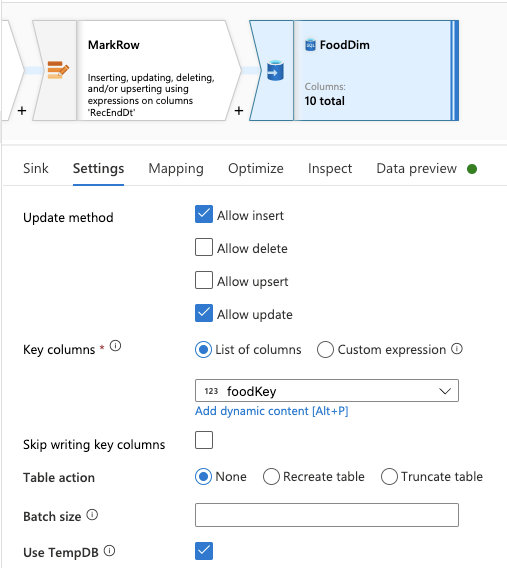 MarkRow
Inserting, updating, deleting,
and/or upserting using
expressions on columns
'RecEndDt'
+
+
SQL
FoodDim
Columns:
10 total
Sink Settings Mapping Optimize Inspect Data preview
Update method
Allow insert
Allow delete
Allow upsert
Allow update
Key columns *
List of columns Custom expression
123 foodKey
Add dynamic content [Alt+P]
Skip writing key columns
Table action
None Recreate table Truncate table
Batch size
Use TempDB